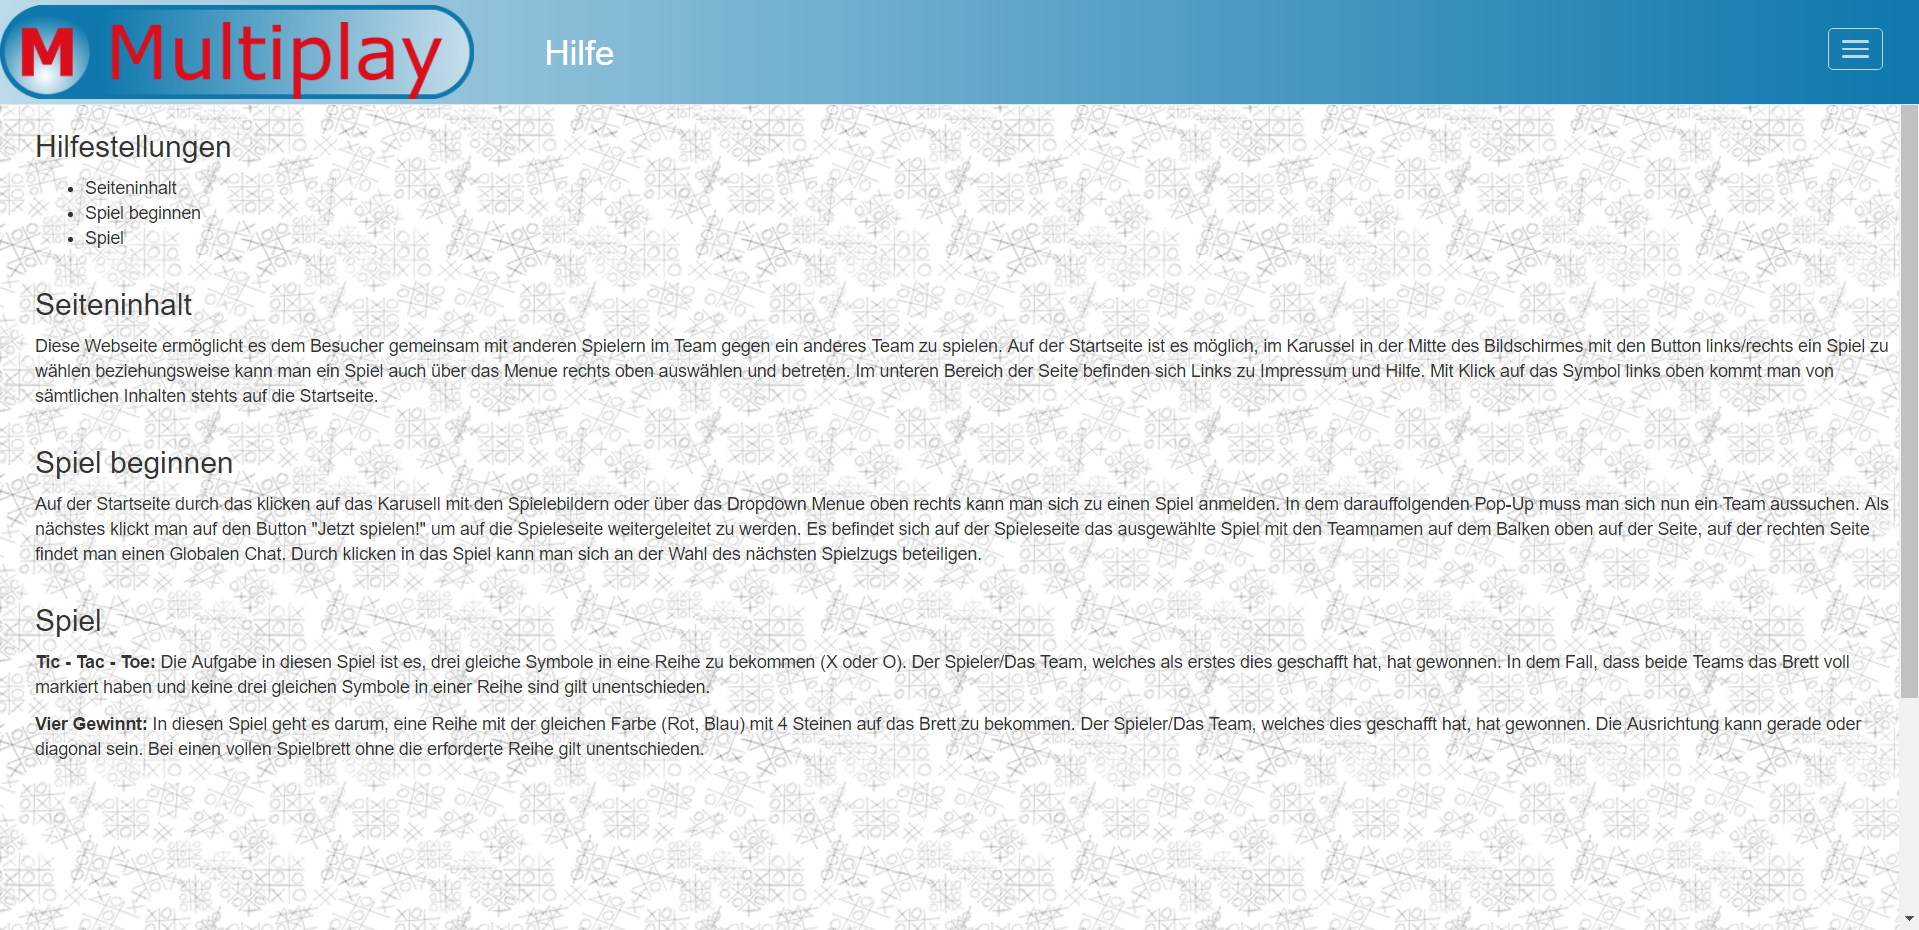 M Multiplay
Hilfe
Hilfestellungen
Seiteninhalt
Spiel beginnen
Spiel
Seiteninhalt
Diese Webseite ermöglicht es dem Besucher gemeinsam mit anderen Spielern im Team gegen ein anderes Team zu spielen. Auf der Startseite ist es möglich, im Karussel in der Mitte des Bildschirmes mit den Button links/rechts ein Spiel zu
wählen beziehungsweise kann man ein Spiel auch über das Menue rechts oben auswählen und betreten. Im unteren Bereich der Seite befinden sich Links zu Impressum und Hilfe. Mit Klick auf das Symbol links oben kommt man von
sämtlichen Inhalten stehts auf die Startseite.
Spiel beginnen
Auf der Startseite durch das klicken auf das Karusell mit den Spielebildern oder über das Dropdown Menue oben rechts kann man sich zu einen Spiel anmelden. In dem darauffolgenden Pop-Up muss man sich nun ein Team aussuchen. Als
nächstes klickt man auf den Button "Jetzt spielen!" um auf die Spieleseite weitergeleitet zu werden. Es befindet sich auf der Spieleseite das ausgewählte Spiel mit den Teamnamen auf dem Balken oben auf der Seite, auf der rechten Seite
findet man einen Globalen Chat. Durch klicken in das Spiel kann man sich an der Wahl des nächsten Spielzugs beteiligen.
Spiel
Tic - Tac - Toe: Die Aufgabe in diesen Spiel ist es, drei gleiche Symbole in eine Reihe zu bekommen (X oder O). Der Spieler/Das Team, welches als erstes dies geschafft hat, hat gewonnen. In dem Fall, dass beide Teams das Brett voll
markiert haben und keine drei gleichen Symbole in einer Reihe sind gilt unentschieden.
Vier Gewinnt: In diesen Spiel geht es darum, eine Reihe mit der gleichen Farbe (Rot, Blau) mit 4 Steinen auf das Brett zu bekommen. Der Spieler/Das Team, welches dies geschafft hat, hat gewonnen. Die Ausrichtung kann gerade oder
diagonal sein. Bei einen vollen Spielbrett ohne die erforderte Reihe gilt unentschieden.